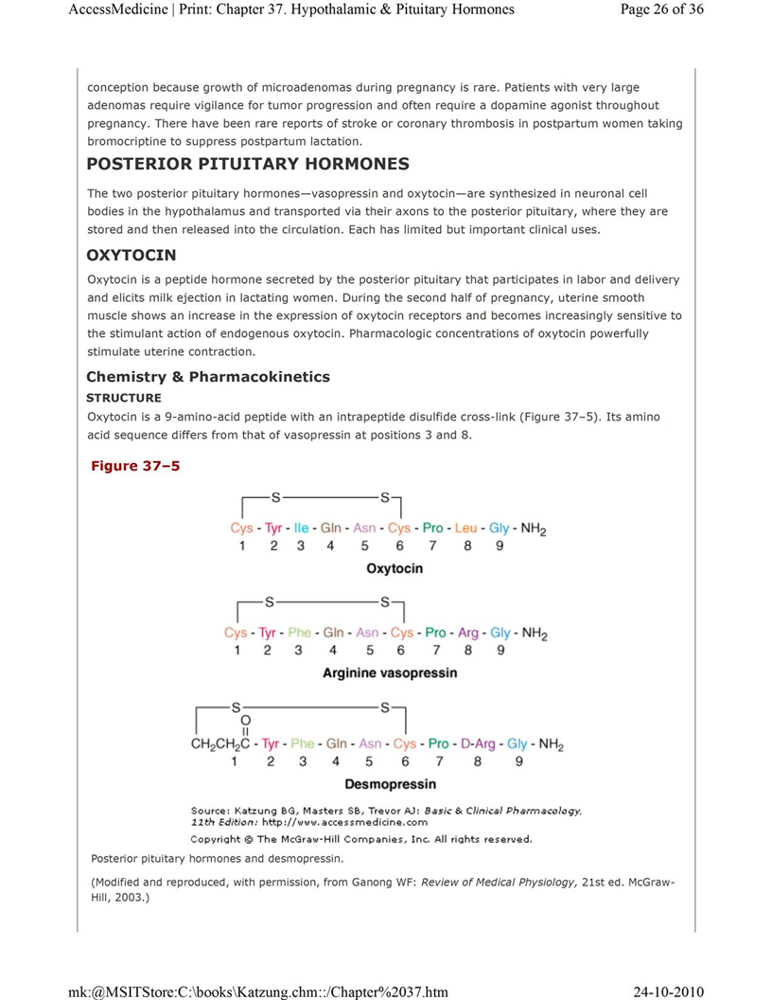 AccessMedicine | Print: Chapter 37. Hypothalamic & Pituitary Hormones Page 26 of 36
conception because growth of microadenomas during pregnancy is rare. Patients with very large
adenomas require vigilance for tumor progression and often require a dopamine agonist throughout
pregnancy. There have been rare reports of stroke or coronary thrombosis in postpartum women taking
bromocriptine to suppress postpartum lactation.
POSTERIOR PITUITARY HORMONES
The two posterior pituitary hormones—vasopressin and oxytocin—are synthesized in neuronal cell
bodies in the hypothalamus and transported via their axons to the posterior pituitary, where they are
stored and then released into the circulation. Each has limited but important clinical uses.
OXYTOCIN
Oxytocin is a peptide hormone secreted by the posterior pituitary that participates in labor and delivery
and elicits milk ejection in lactating women. During the second half of pregnancy, uterine smooth
muscle shows an increase in the expression of oxytocin receptors and becomes increasingly sensitive to
the stimulant action of endogenous oxytocin. Pharmacologic concentrations of oxytocin powerfully
stimulate uterine contraction.
Chemistry & Pharmacokinetics
STRUCTURE
Oxytocin is a 9-amino-acid peptide with an intrapeptide disulfide cross-link (Figure 37–5). Its amino
acid sequence differs from that of vasopressin at positions 3 and 8.
Figure 37–5
S S
Cys - Tyr - Ile - Gln - Asn - Cys - Pro - Leu - Gly - NH₂
1 2 3 4 5 6 7 8 9
Oxytocin
S S
Cys - Tyr - Phe - Gln - Asn - Cys - Pro - Arg - Gly - NH₂
1 2 3 4 5 6 7 8 9
Arginine vasopressin
S S
O
CH₂CH₂C - Tyr - Phe - Gln - Asn - Cys - Pro - D-Arg - Gly - NH₂
1 2 3 4 5 6 7 8 9
Desmopressin
Source: Katzung BG, Masters SB, Trevor AJ: Basic & Clinical Pharmacology,
11th Edition: http://www.accessmedicine.com
Copyright © The McGraw-Hill Companies, Inc. All rights reserved.
Posterior pituitary hormones and desmopressin.
(Modified and reproduced, with permission, from Ganong WF: Review of Medical Physiology, 21st ed. McGraw-
Hill, 2003.)
mk:@MSITStore:C:\books\Katzung.chm::/Chapter%2037.htm 24-10-2010